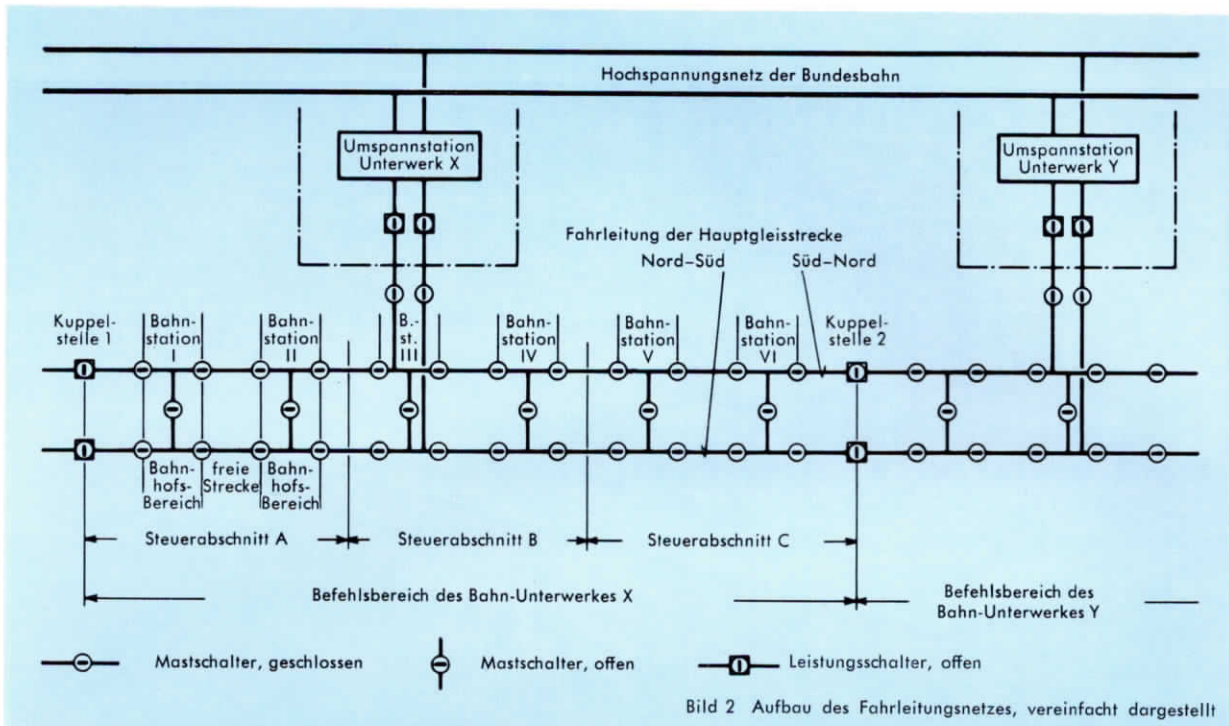 Hochspannungsnetz der Bundesbahn
Umspannstation
Unterwerk X
Umspannstation
Unterwerk Y
Fahrleitung der Hauptgleisstrecke
Nord–Süd
Süd–Nord
Kuppel-
stelle 1
Bahn-
station
I
Bahn-
station
II
B.-
st.
III
Bahn-
station
IV
Bahn-
station
V
Bahn-
station
VI
Kuppel-
stelle 2
Bahn-
hofs-
Bereich
freie
Strecke
Bahn-
hofs-
Bereich
Steuerabschnitt A
Steuerabschnitt B
Steuerabschnitt C
Befehlsbereich des Bahn-Unterwerkes X
Befehlsbereich des
Bahn-Unterwerkes Y
Mastschalter, geschlossen
Mastschalter, offen
Leistungsschalter, offen
Bild 2 Aufbau des Fahrleitungsnetzes, vereinfacht dargestellt